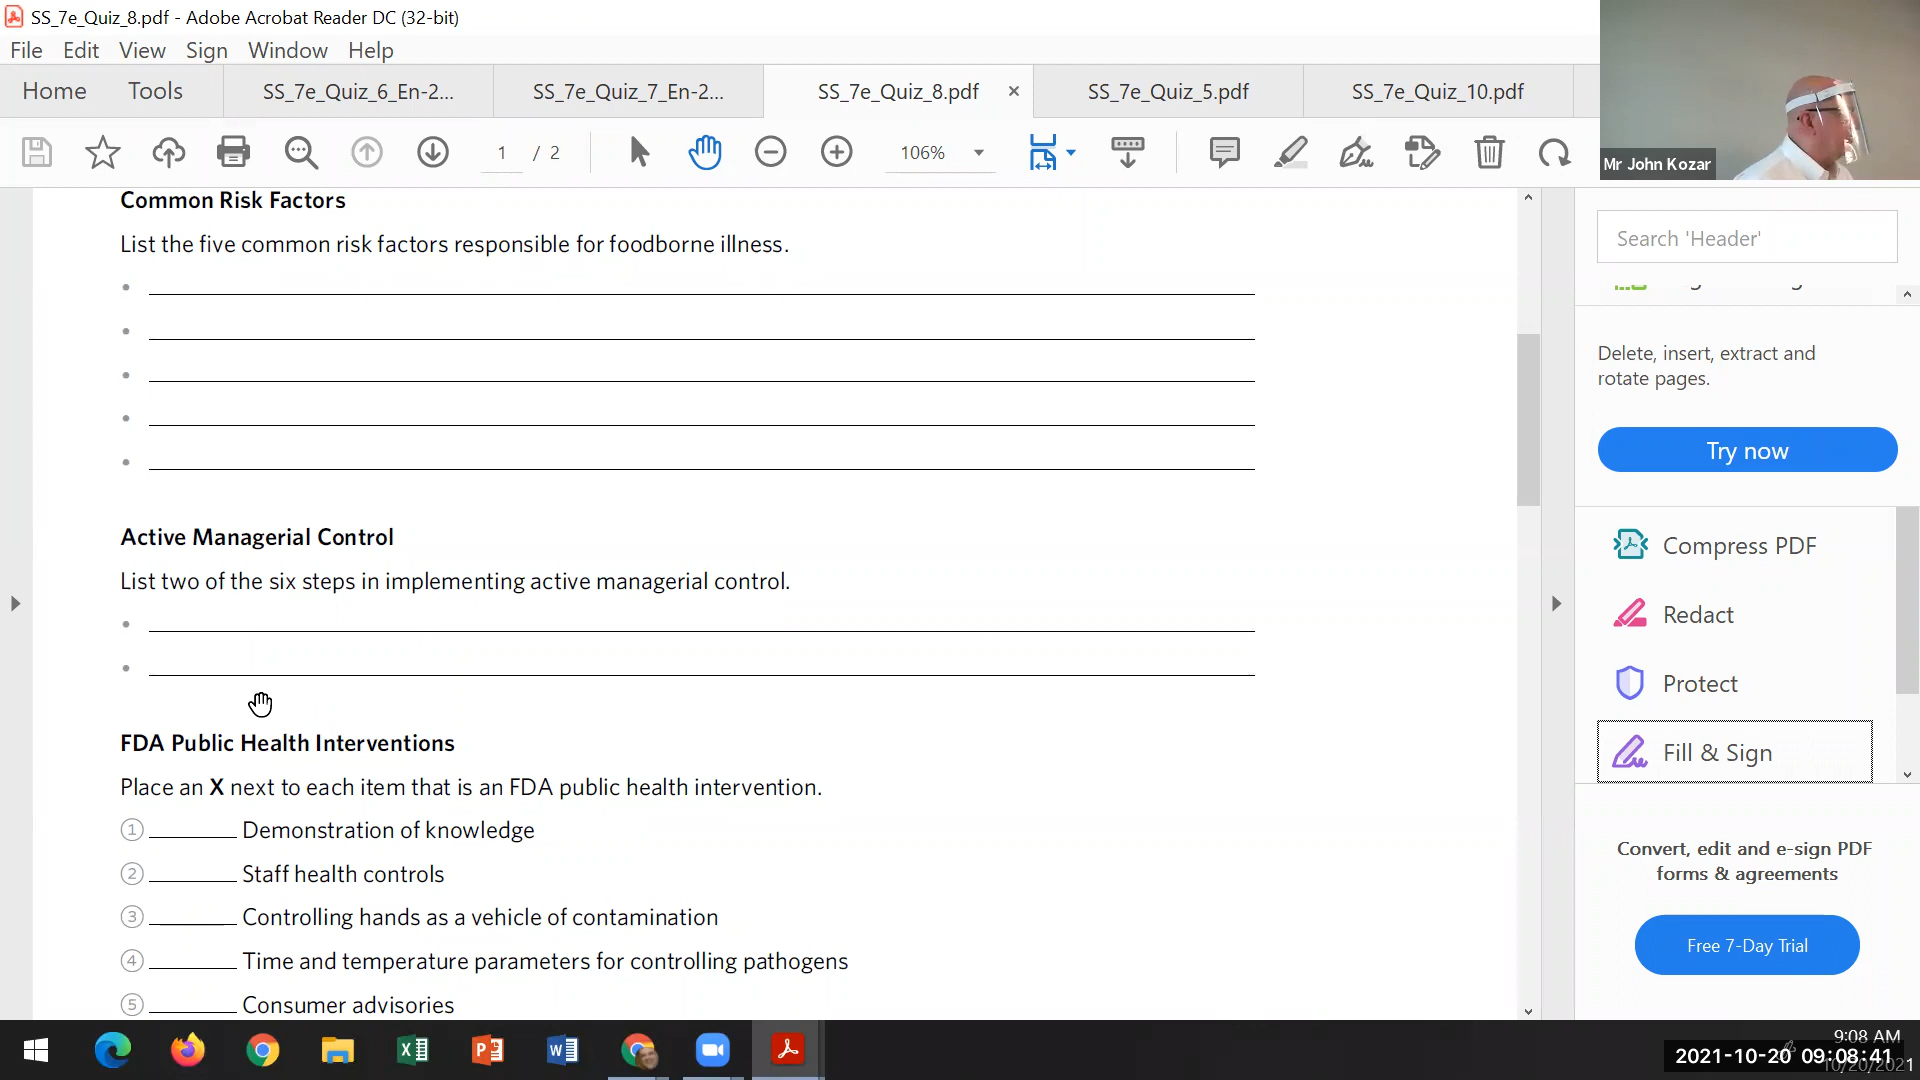 SS_7e_Quiz_8.pdf - Adobe Acrobat Reader DC (32-bit)
File Edit View Sign Window Help
Home Tools SS_7e_Quiz_6_En-2... SS_7e_Quiz_7_En-2... SS_7e_Quiz_8.pdf × SS_7e_Quiz_5.pdf SS_7e_Quiz_10.pdf
1 / 2 106%
Mr John Kozar
Common Risk Factors
List the five common risk factors responsible for foodborne illness.
Active Managerial Control
List two of the six steps in implementing active managerial control.
FDA Public Health Interventions
Place an X next to each item that is an FDA public health intervention.
1 Demonstration of knowledge
2 Staff health controls
3 Controlling hands as a vehicle of contamination
4 Time and temperature parameters for controlling pathogens
5 Consumer advisories
Search 'Header'
Delete, insert, extract and
rotate pages.
Try now
Compress PDF
Redact
Protect
Fill & Sign
Convert, edit and e-sign PDF
forms & agreements
Free 7-Day Trial
9:08 AM
2021-10-20 09:08:41
10/20/2021